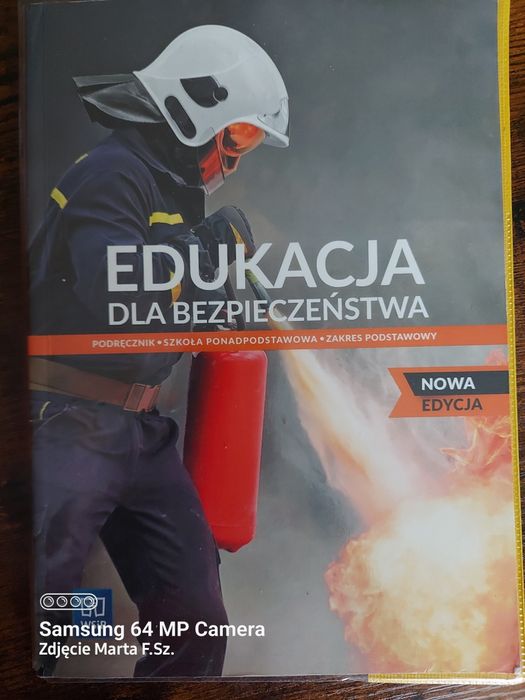 EDUKACJA
DLA BEZPIECZEŃSTWA
PODRĘCZNIK • SZKOŁA PONADPODSTAWOWA • ZAKRES PODSTAWOWY
NOWA
EDYCJA
WSiP
Samsung 64 MP Camera
Zdjęcie Marta F.Sz.